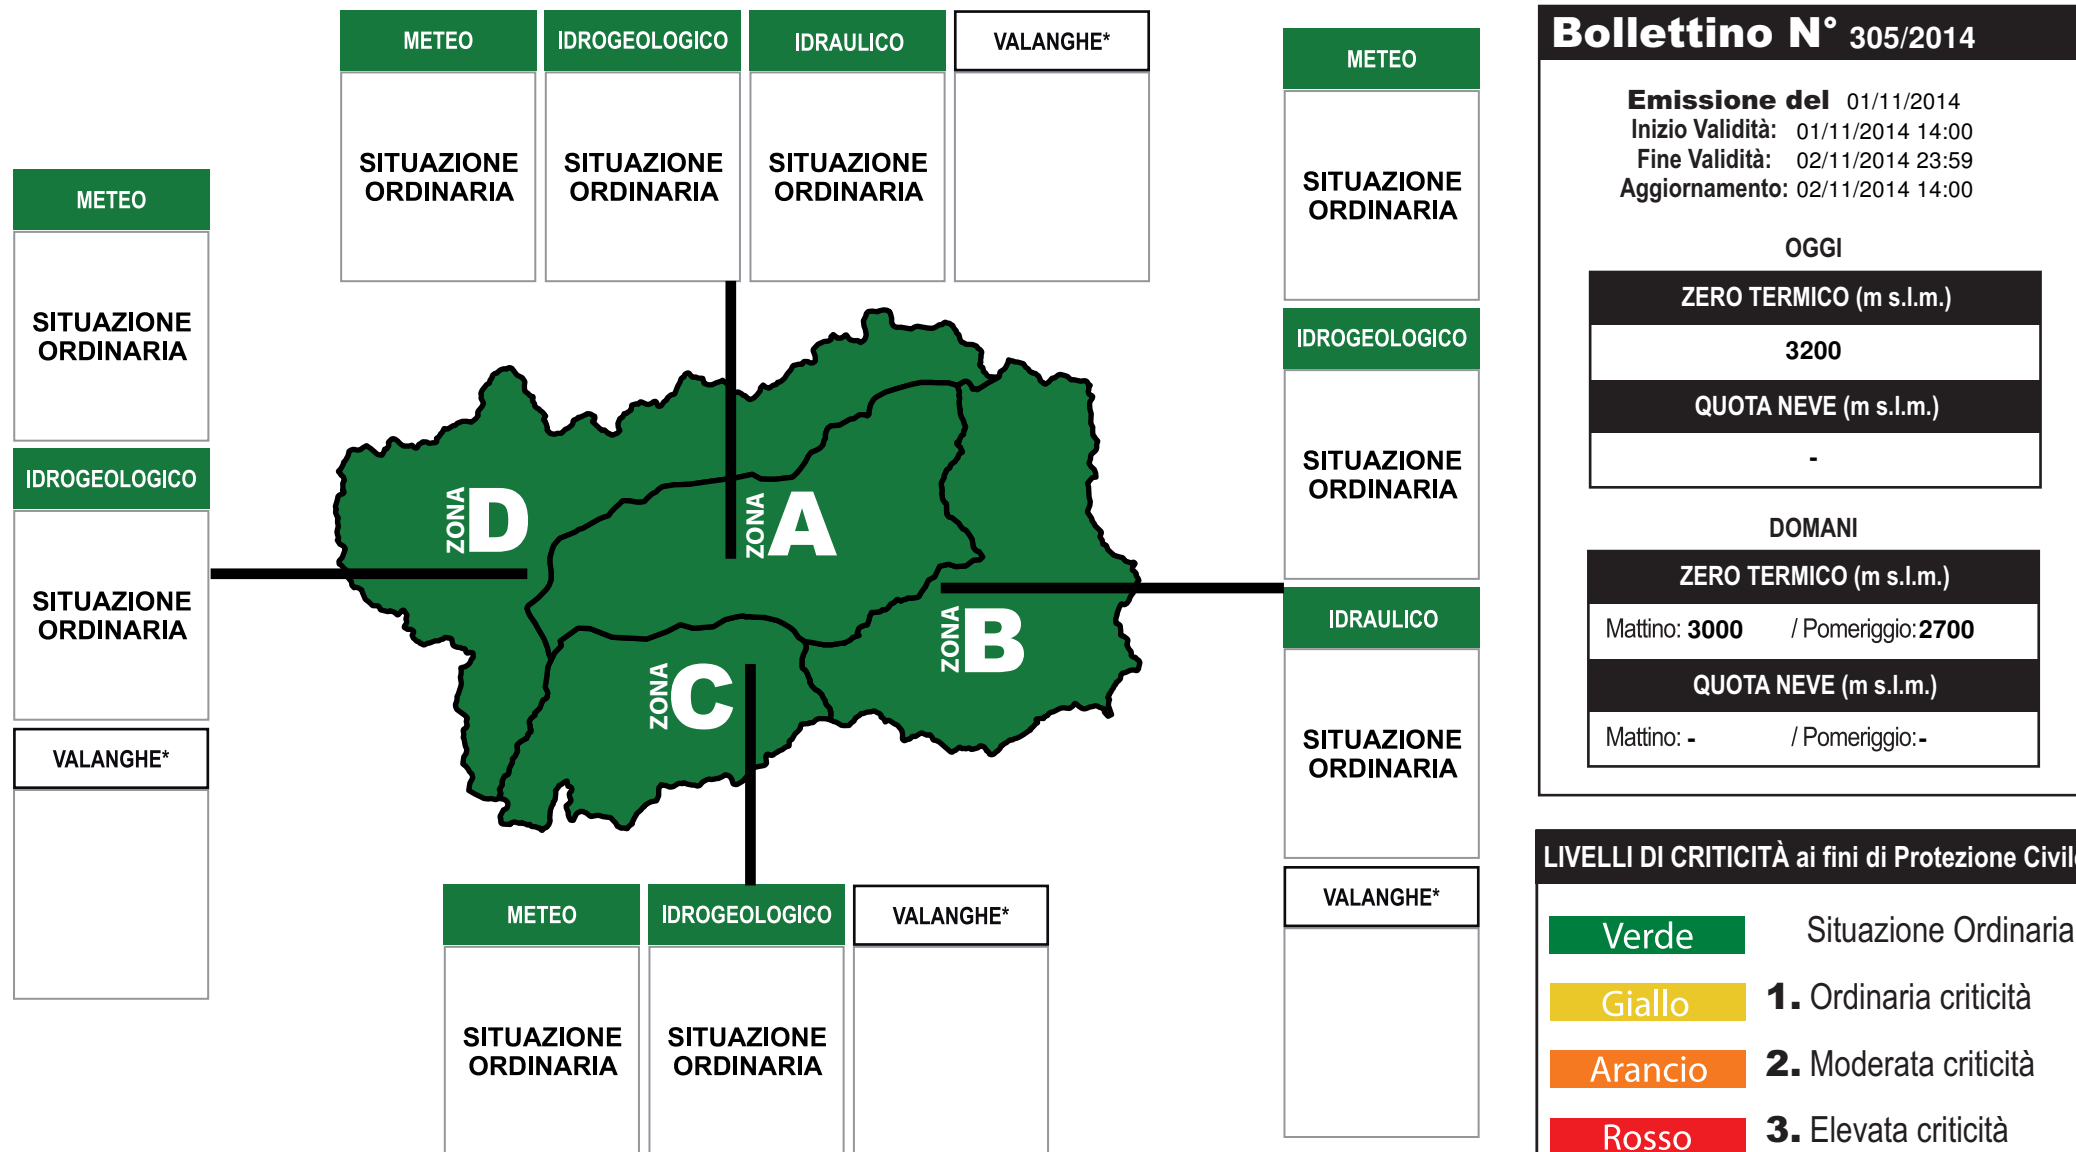 METEO
IDROGEOLOGICO
IDRAULICO
VALANGHE*
SITUAZIONE
ORDINARIA
SITUAZIONE
ORDINARIA
SITUAZIONE
ORDINARIA
METEO
SITUAZIONE
ORDINARIA
IDROGEOLOGICO
SITUAZIONE
ORDINARIA
VALANGHE*
ZONA D
ZONA A
ZONA B
ZONA C
METEO
SITUAZIONE
ORDINARIA
IDROGEOLOGICO
SITUAZIONE
ORDINARIA
IDRAULICO
SITUAZIONE
ORDINARIA
VALANGHE*
METEO
IDROGEOLOGICO
VALANGHE*
SITUAZIONE
ORDINARIA
SITUAZIONE
ORDINARIA
Bollettino N° 305/2014
Emissione del 01/11/2014
Inizio Validità: 01/11/2014 14:00
Fine Validità: 02/11/2014 23:59
Aggiornamento: 02/11/2014 14:00
OGGI
ZERO TERMICO (m s.l.m.)
3200
QUOTA NEVE (m s.l.m.)
-
DOMANI
ZERO TERMICO (m s.l.m.)
Mattino: 3000 / Pomeriggio: 2700
QUOTA NEVE (m s.l.m.)
Mattino: - / Pomeriggio: -
LIVELLI DI CRITICITÀ ai fini di Protezione Civile
Verde Situazione Ordinaria
Giallo 1. Ordinaria criticità
Arancio 2. Moderata criticità
Rosso 3. Elevata criticità